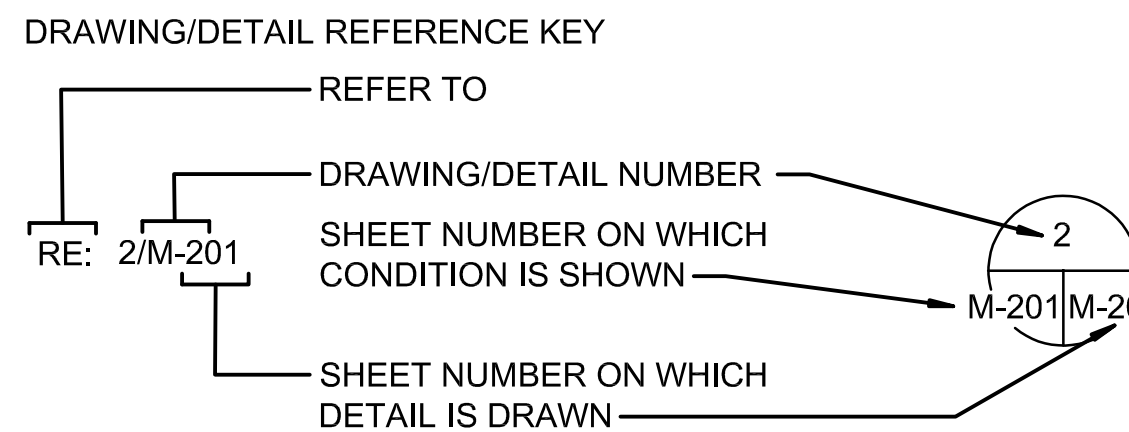 DRAWING/DETAIL REFERENCE KEY
REFER TO
DRAWING/DETAIL NUMBER
RE: 2/M-201
SHEET NUMBER ON WHICH
CONDITION IS SHOWN
2
M-201
SHEET NUMBER ON WHICH
DETAIL IS DRAWN